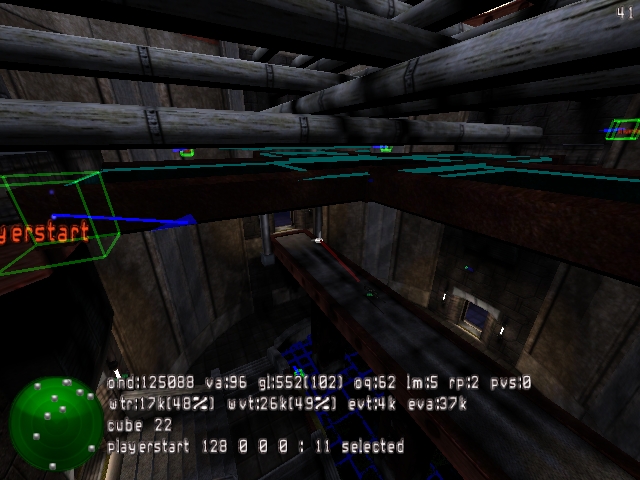 41
yerstart
ond:125088 va:96 gl:552(102) oq:62 lm:5 rp:2 pvs:0
wtr:17k(48%) wvt:26k(49%) evt:4k eva:37k
cube 22
playerstart 128 0 0 0 : 11 selected